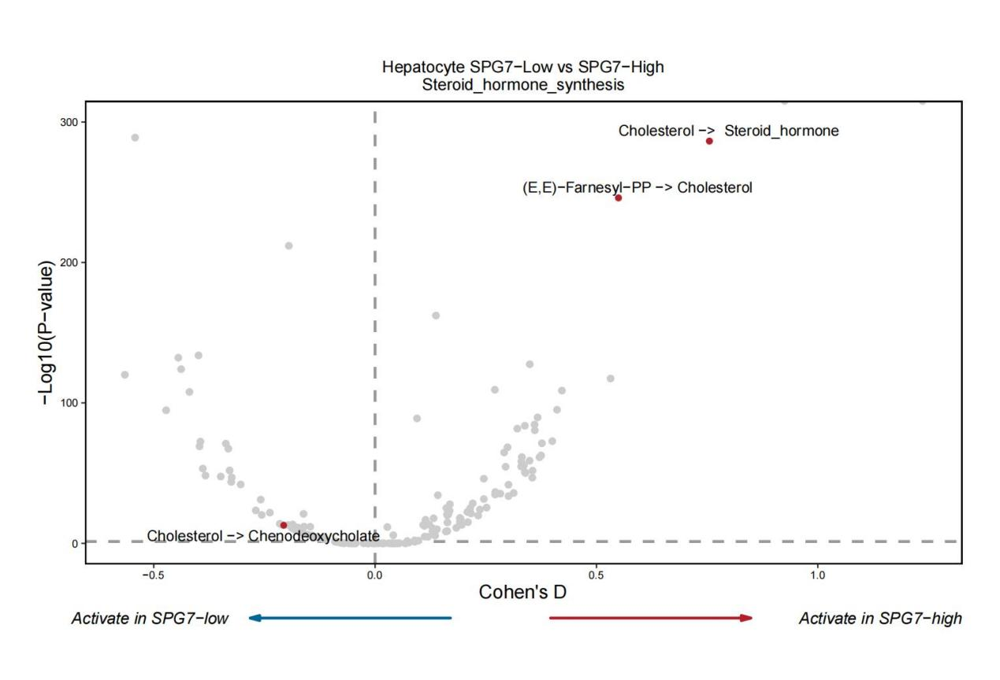 Hepatocyte SPG7−Low vs SPG7−High
Steroid_hormone_synthesis
300
Cholesterol −> Steroid_hormone
(E,E)−Farnesyl−PP −> Cholesterol
200
−Log10(P−value)
100
Cholesterol −> Chenodeoxycholate
0
−0.5 0.0 0.5 1.0
Cohen's D
Activate in SPG7−low Activate in SPG7−high